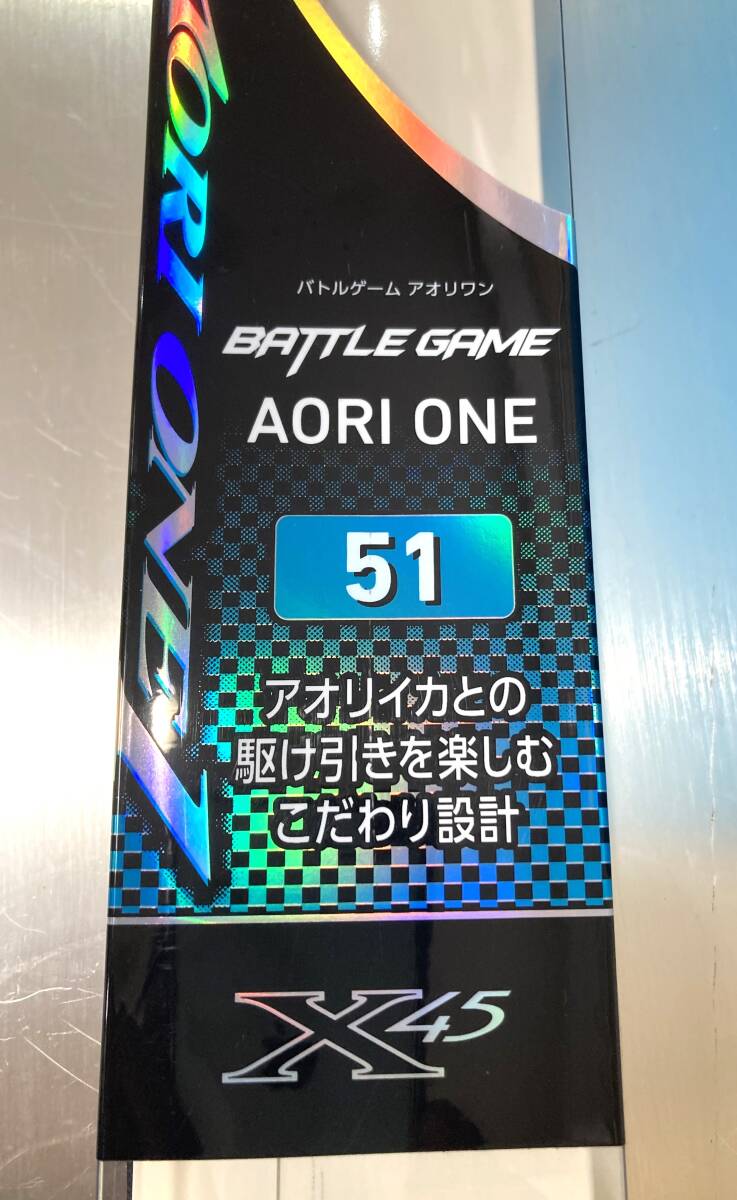 AORI ONE
バトルゲーム アオリワン
BATTLE GAME
AORI ONE
51
アオリイカとの
駆け引きを楽しむ
こだわり設計
X45